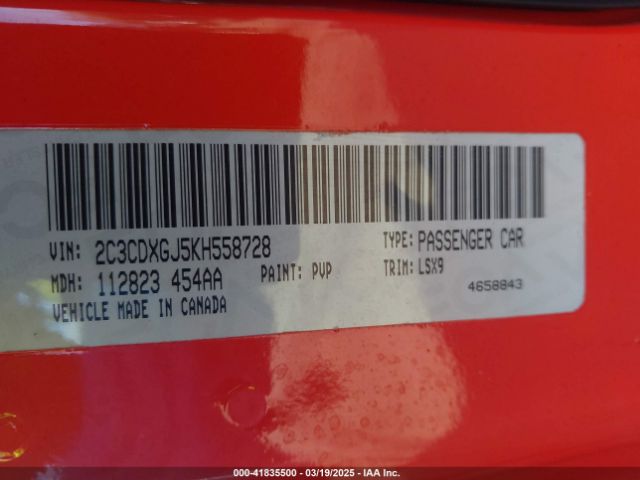 VIN: 2C3CDXGJ5KH558728 TYPE: PASSENGER CAR
MDH: 112823 454AA PAINT: PVP TRIM: LSX9
4658843
VEHICLE MADE IN CANADA
000-41835500 | 03/19/2025 | IAA Inc.